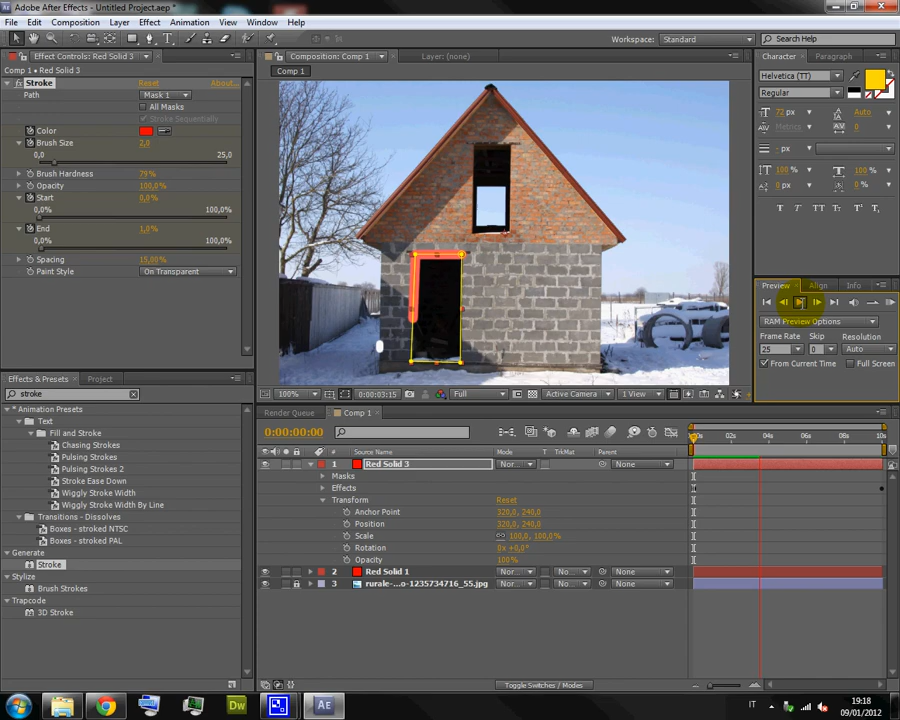 Adobe After Effects - Untitled Project.aep *
File Edit Composition Layer Effect Animation View Window Help
Workspace: Standard
Search Help
Effect Controls: Red Solid 3
Comp 1 • Red Solid 3
Stroke Reset About...
Path Mask 1
All Masks
Stroke Sequentially
Color
Brush Size 2,0
0,0 25,0
Brush Hardness 79%
Opacity 100,0%
Start 0,0%
0,0% 100,0%
End 1,0%
0,0% 100,0%
Spacing 15,00%
Paint Style On Transparent
Composition: Comp 1
Layer: (none)
Comp 1
100%
0:00:03:15
Full
Active Camera
1 View
Character Paragraph
Helvetica (TT)
Regular
72 px Auto
Metrics 0
- px
100 % 100 %
0 px 0 %
T T TT Tt T' T,
Preview Align Info
RAM Preview Options
Frame Rate Skip Resolution
25 0 Auto
From Current Time Full Screen
Effects & Presets Project
stroke
* Animation Presets
Text
Fill and Stroke
Chasing Strokes
Pulsing Strokes
Pulsing Strokes 2
Stroke Ease Down
Wiggly Stroke Width
Wiggly Stroke Width By Line
Transitions - Dissolves
Boxes - stroked NTSC
Boxes - stroked PAL
Generate
Stroke
Stylize
Brush Strokes
Trapcode
3D Stroke
Render Queue Comp 1
0:00:00:00
# Source Name Mode T TrkMat Parent
02s 04s 06s 08s 10s
1 Red Solid 3 Nor... None
Masks
Effects
Transform Reset
Anchor Point 320,0, 240,0
Position 320,0, 240,0
Scale 100,0, 100,0%
Rotation 0x +0,0°
Opacity 100%
2 Red Solid 1 Nor... Nor... None
3 rurale-...o-1235734716_55.jpg Nor... Nor... None
Toggle Switches / Modes
Dw
Ae
IT
19:18
09/01/2012